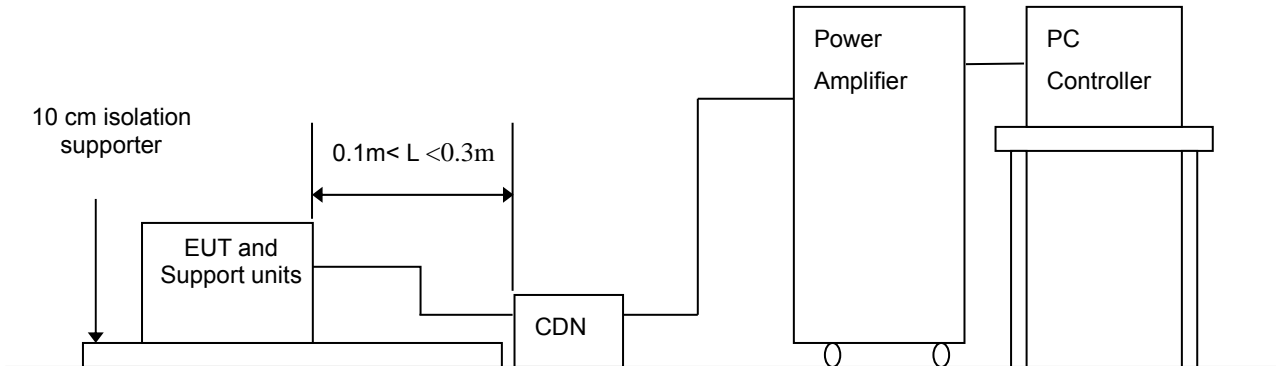 Power
Amplifier
PC
Controller
10 cm isolation
supporter
0.1m< L <0.3m
EUT and
Support units
CDN